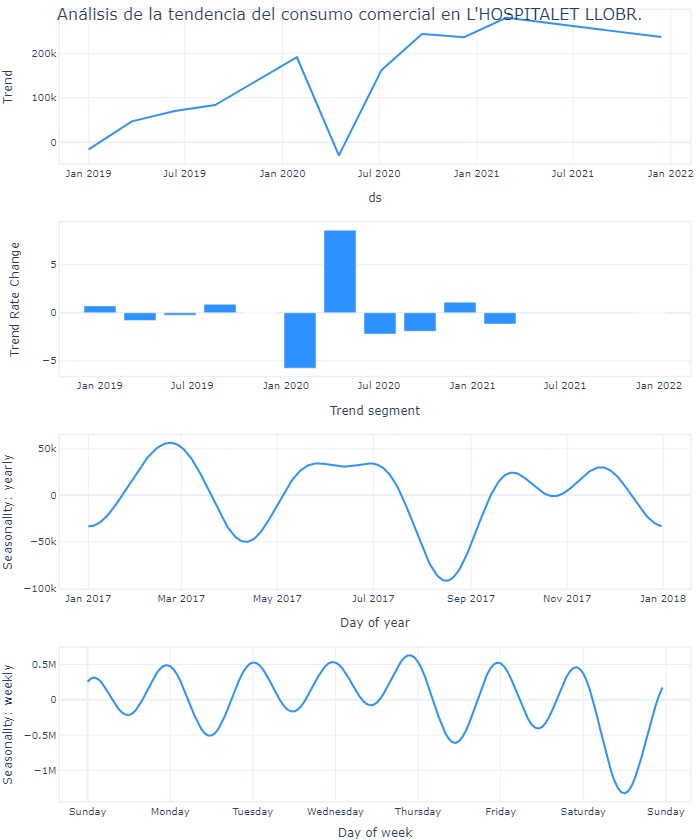 Análisis de la tendencia del consumo comercial en L'HOSPITALET LLOBR.
Trend
200k
100k
0
Jan 2019 Jul 2019 Jan 2020 Jul 2020 Jan 2021 Jul 2021 Jan 2022
ds
Trend Rate Change
5
0
−5
Jan 2019 Jul 2019 Jan 2020 Jul 2020 Jan 2021 Jul 2021 Jan 2022
Trend segment
Seasonality: yearly
50k
0
−50k
−100k
Jan 2017 Mar 2017 May 2017 Jul 2017 Sep 2017 Nov 2017 Jan 2018
Day of year
Seasonality: weekly
0.5M
0
−0.5M
−1M
Sunday Monday Tuesday Wednesday Thursday Friday Saturday Sunday
Day of week